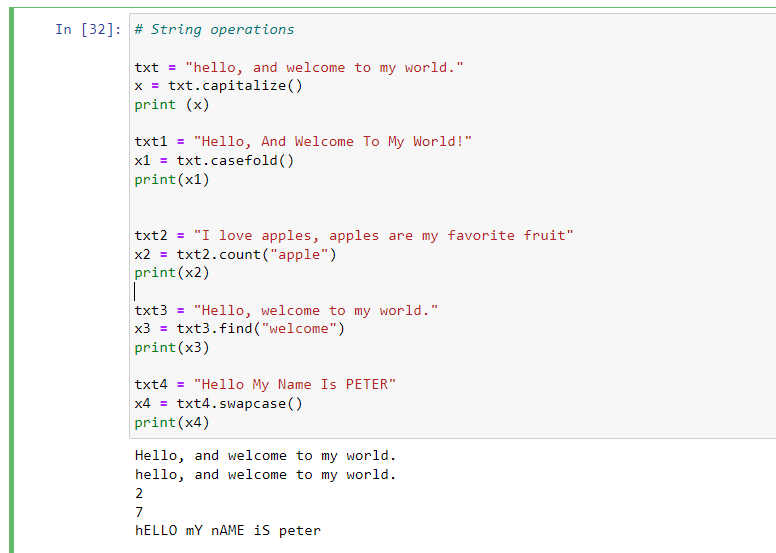 In [32]: # String operations
txt = "hello, and welcome to my world."
x = txt.capitalize()
print (x)
txt1 = "Hello, And Welcome To My World!"
x1 = txt.casefold()
print(x1)
txt2 = "I love apples, apples are my favorite fruit"
x2 = txt2.count("apple")
print(x2)
txt3 = "Hello, welcome to my world."
x3 = txt3.find("welcome")
print(x3)
txt4 = "Hello My Name Is PETER"
x4 = txt4.swapcase()
print(x4)
Hello, and welcome to my world.
hello, and welcome to my world.
2
7
hELLO mY nAME iS peter